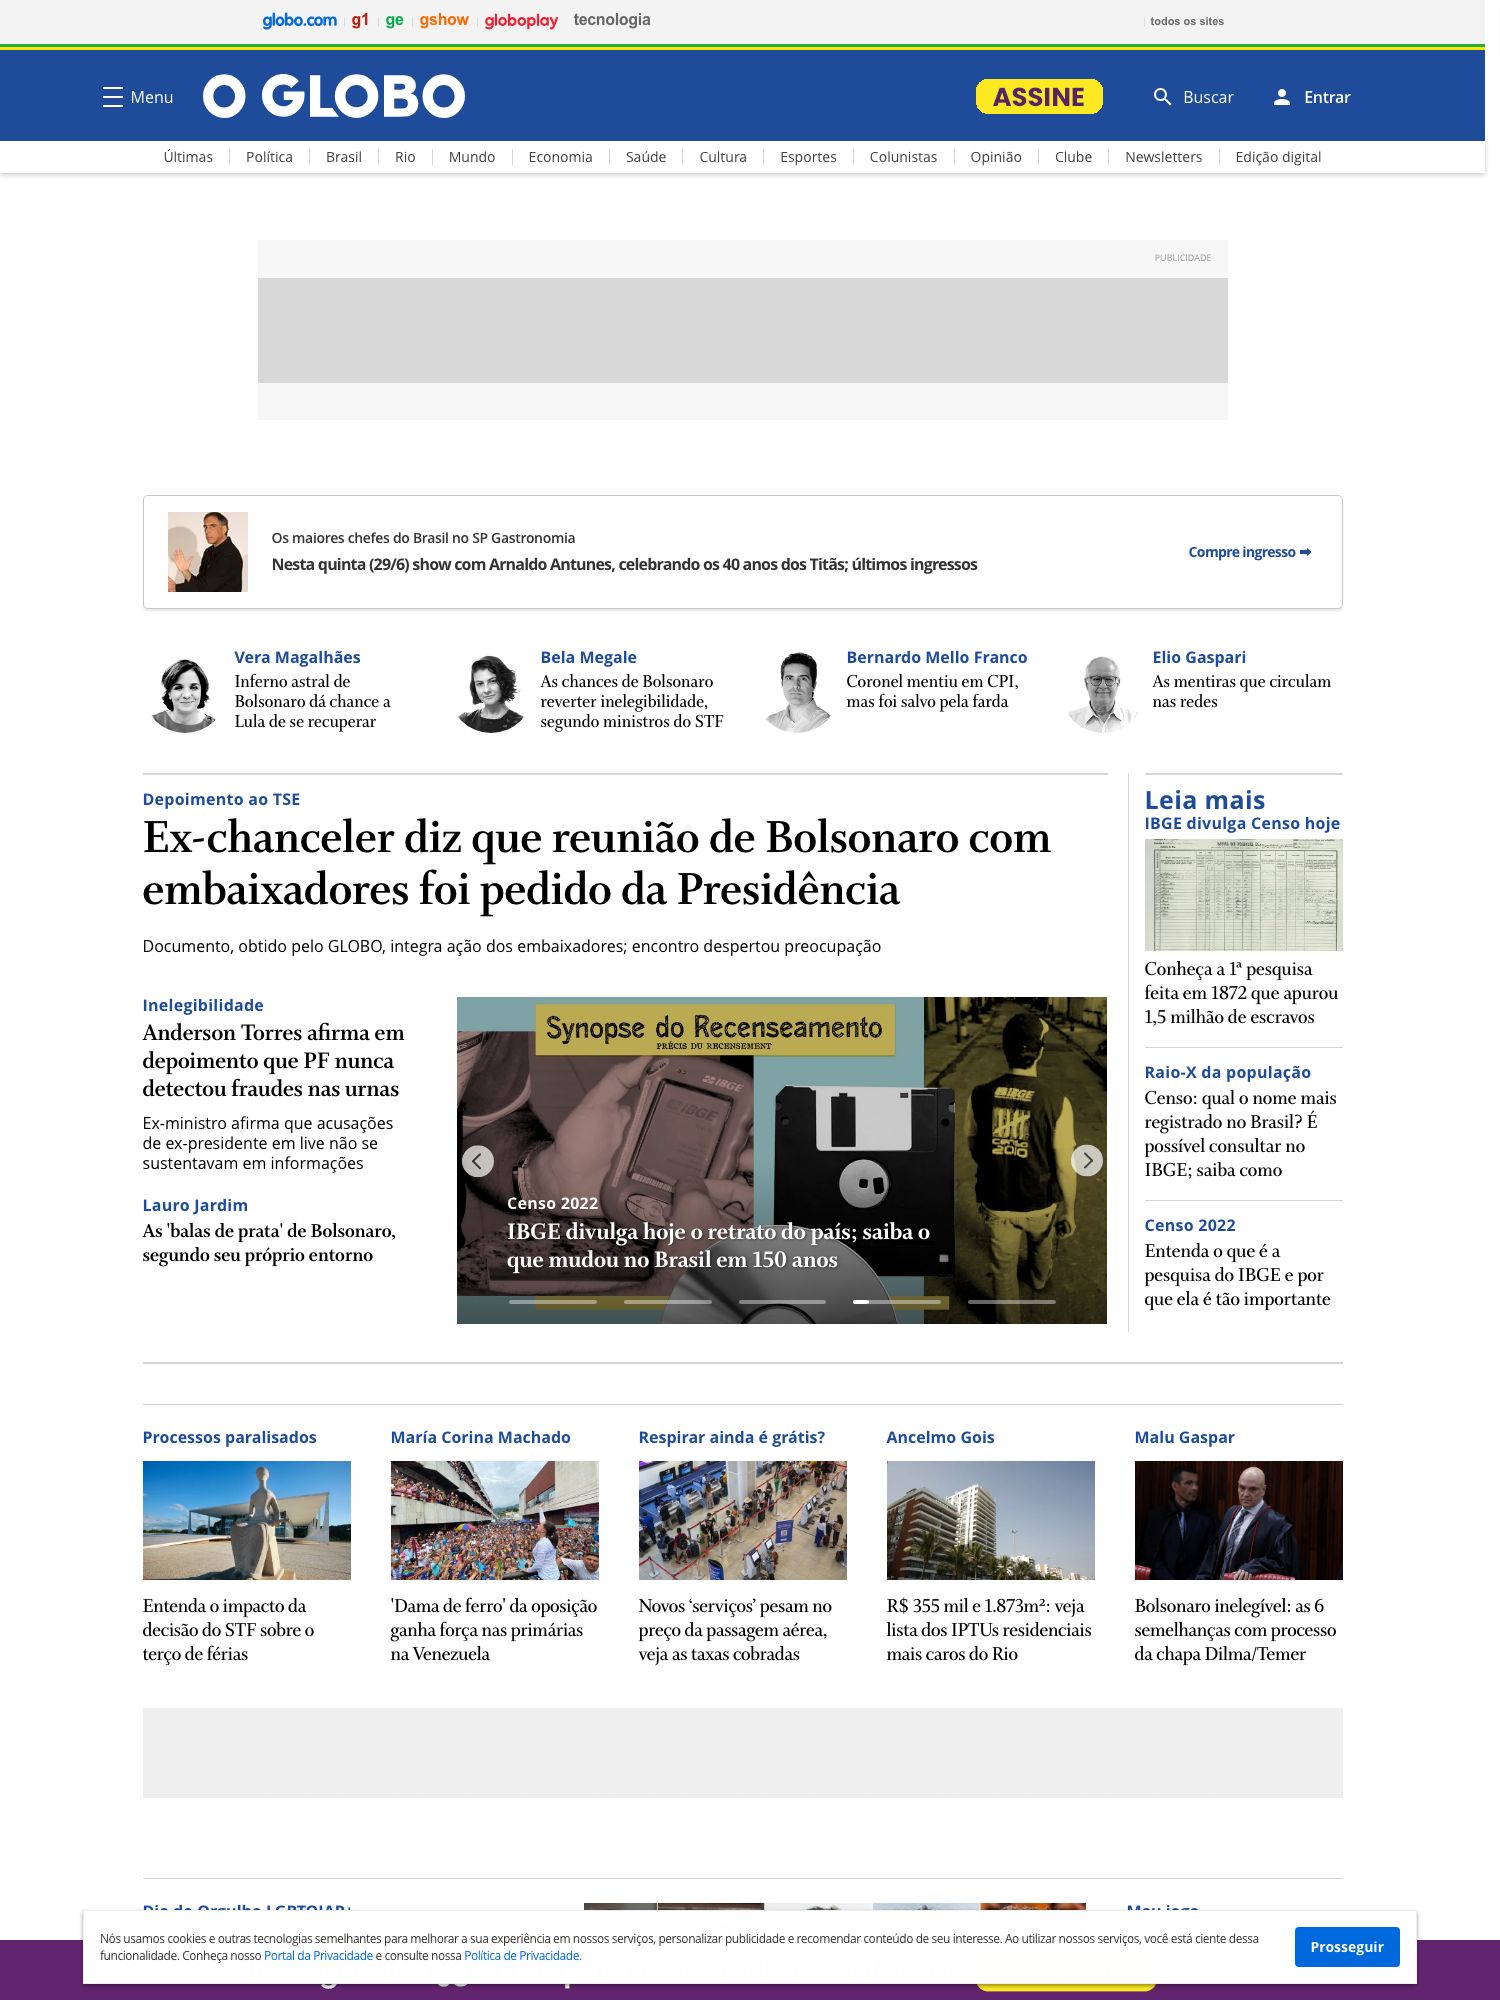 globo.com g1 ge gshow globoplay tecnologia todos os sites
Menu O GLOBO ASSINE Buscar Entrar
Últimas Política Brasil Rio Mundo Economia Saúde Cultura Esportes Colunistas Opinião Clube Newsletters Edição digital
PUBLICIDADE
Os maiores chefes do Brasil no SP Gastronomia
Nesta quinta (29/6) show com Arnaldo Antunes, celebrando os 40 anos dos Titãs; últimos ingressos
Compre ingresso ➡
Vera Magalhães
Inferno astral de
Bolsonaro dá chance a
Lula de se recuperar
Bela Megale
As chances de Bolsonaro
reverter inelegibilidade,
segundo ministros do STF
Bernardo Mello Franco
Coronel mentiu em CPI,
mas foi salvo pela farda
Elio Gaspari
As mentiras que circulam
nas redes
Depoimento ao TSE
Ex-chanceler diz que reunião de Bolsonaro com
embaixadores foi pedido da Presidência
Documento, obtido pelo GLOBO, integra ação dos embaixadores; encontro despertou preocupação
Inelegibilidade
Anderson Torres afirma em
depoimento que PF nunca
detectou fraudes nas urnas
Ex-ministro afirma que acusações
de ex-presidente em live não se
sustentavam em informações
Lauro Jardim
As 'balas de prata' de Bolsonaro,
segundo seu próprio entorno
Synopse do Recenseamento
PRÉCIS DU RECENSEMENT
IBGE
IBGE
IBGE
censo
2010
Censo 2022
IBGE divulga hoje o retrato do país; saiba o
que mudou no Brasil em 150 anos
Leia mais
IBGE divulga Censo hoje
Conheça a 1ª pesquisa
feita em 1872 que apurou
1,5 milhão de escravos
Raio-X da população
Censo: qual o nome mais
registrado no Brasil? É
possível consultar no
IBGE; saiba como
Censo 2022
Entenda o que é a
pesquisa do IBGE e por
que ela é tão importante
Processos paralisados
Entenda o impacto da
decisão do STF sobre o
terço de férias
María Corina Machado
'Dama de ferro' da oposição
ganha força nas primárias
na Venezuela
Respirar ainda é grátis?
Novos ‘serviços’ pesam no
preço da passagem aérea,
veja as taxas cobradas
Ancelmo Gois
R$ 355 mil e 1.873m²: veja
lista dos IPTUs residenciais
mais caros do Rio
Malu Gaspar
Bolsonaro inelegível: as 6
semelhanças com processo
da chapa Dilma/Temer
Dia do Orgulho LGBTQIAP+
Meu jogo
Nós usamos cookies e outras tecnologias semelhantes para melhorar a sua experiência em nossos serviços, personalizar publicidade e recomendar conteúdo de seu interesse. Ao utilizar nossos serviços, você está ciente dessa
funcionalidade. Conheça nosso Portal da Privacidade e consulte nossa Política de Privacidade.
Prosseguir